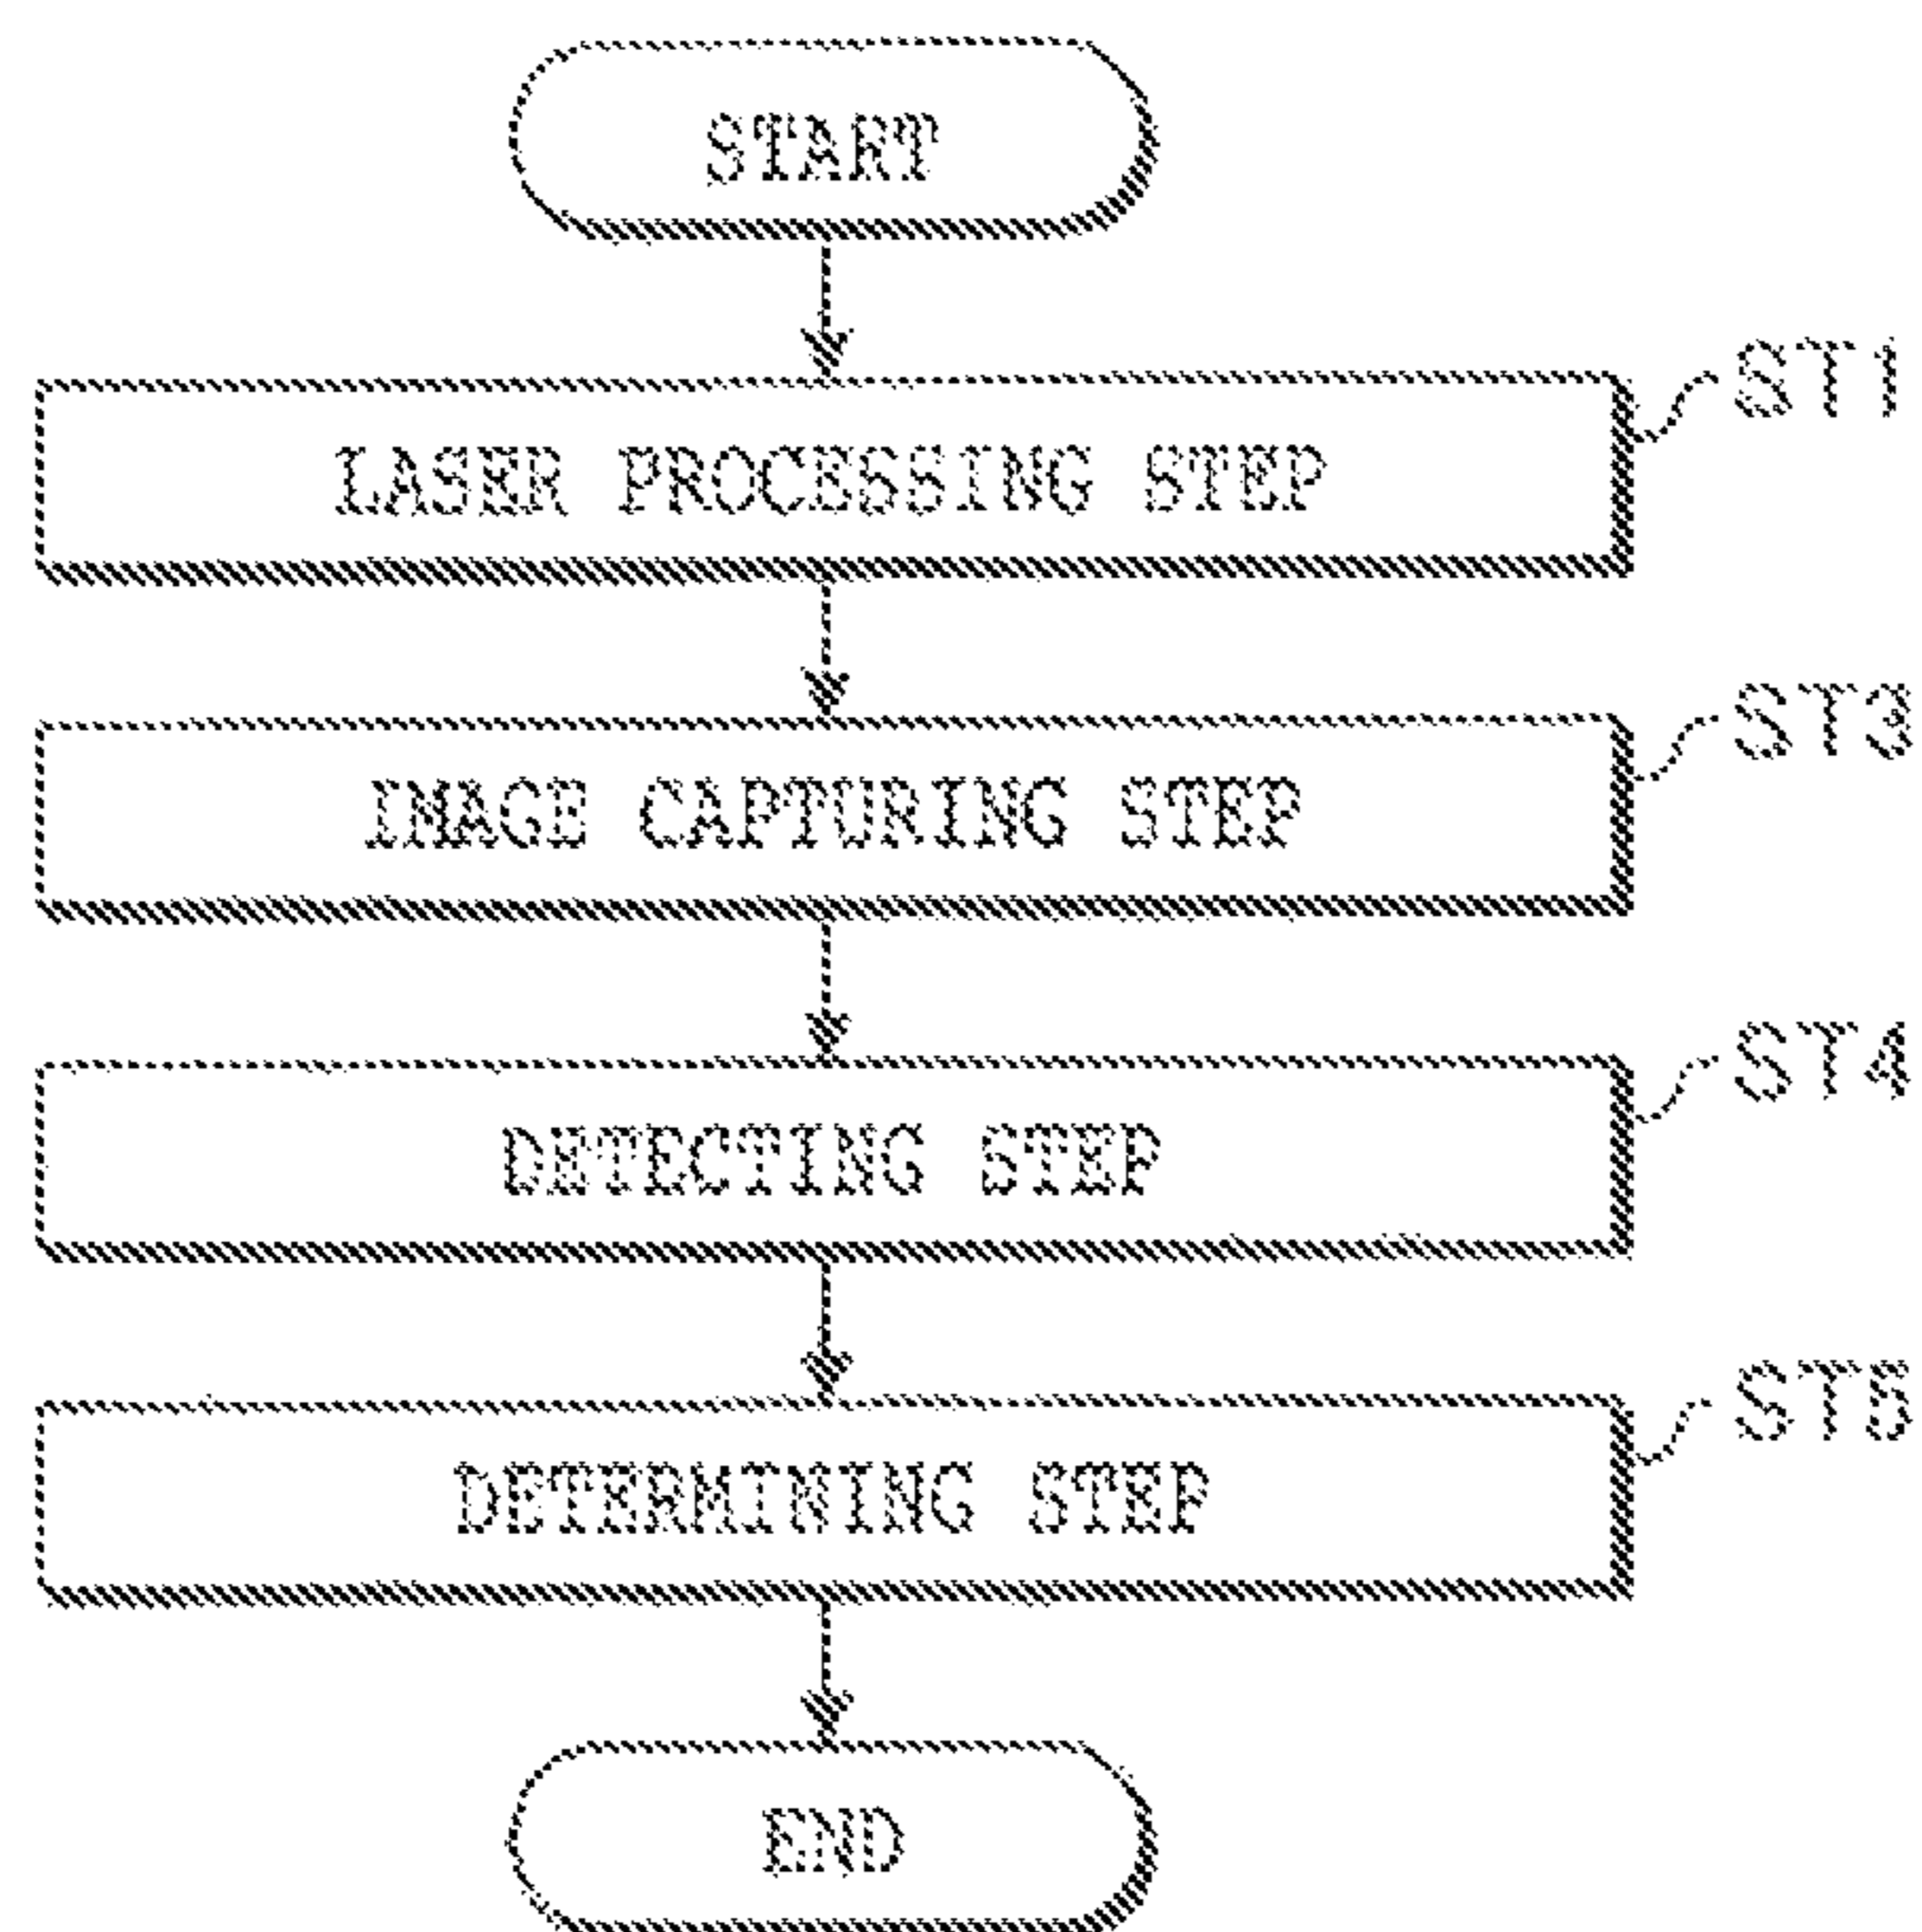 START
ST1
LASER PROCESSING STEP
ST3
IMAGE CAPTURING STEP
ST4
DETECTING STEP
ST5
DETERMINING STEP
END